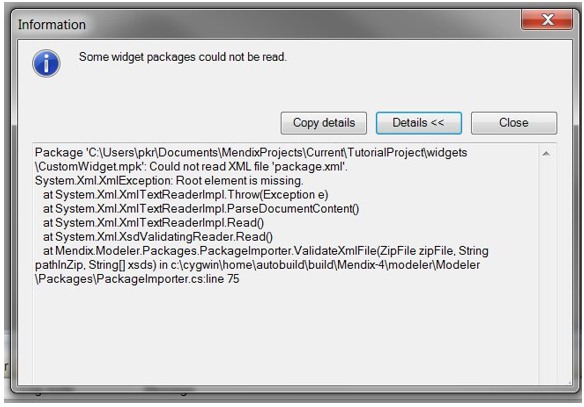 Information
Some widget packages could not be read.
Copy details
Details <<
Close
Package 'C:\Users\pkr\Documents\MendixProjects\Current\TutorialProject\widgets
\CustomWidget.mpk': Could not read XML file 'package.xml'.
System.Xml.XmlException: Root element is missing.
at System.Xml.XmlTextReaderImpl.Throw(Exception e)
at System.Xml.XmlTextReaderImpl.ParseDocumentContent()
at System.Xml.XmlTextReaderImpl.Read()
at System.Xml.XsdValidatingReader.Read()
at Mendix.Modeler.Packages.PackageImporter.ValidateXmlFile(ZipFile zipFile, String
pathInZip, String[] xsds) in c:\cygwin\home\autobuild\build\Mendix-4\modeler\Modeler
\Packages\PackageImporter.cs:line 75